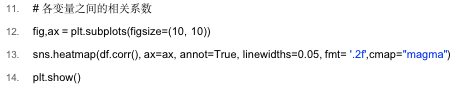 11. # 各变量之间的相关系数
12. fig,ax = plt.subplots(figsize=(10, 10))
13. sns.heatmap(df.corr(), ax=ax, annot=True, linewidths=0.05, fmt= '.2f',cmap="magma")
14. plt.show()